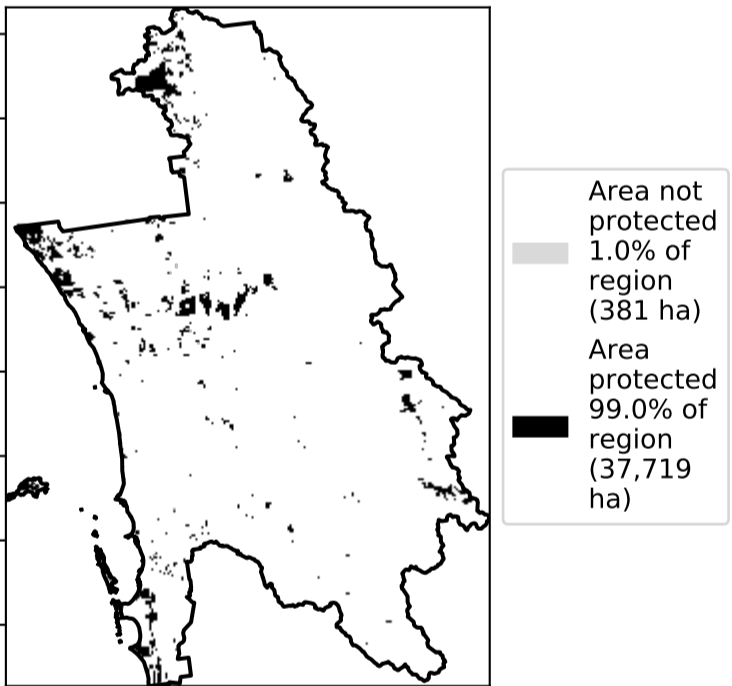 Area not
protected
1.0% of
region
(381 ha)
Area
protected
99.0% of
region
(37,719
ha)